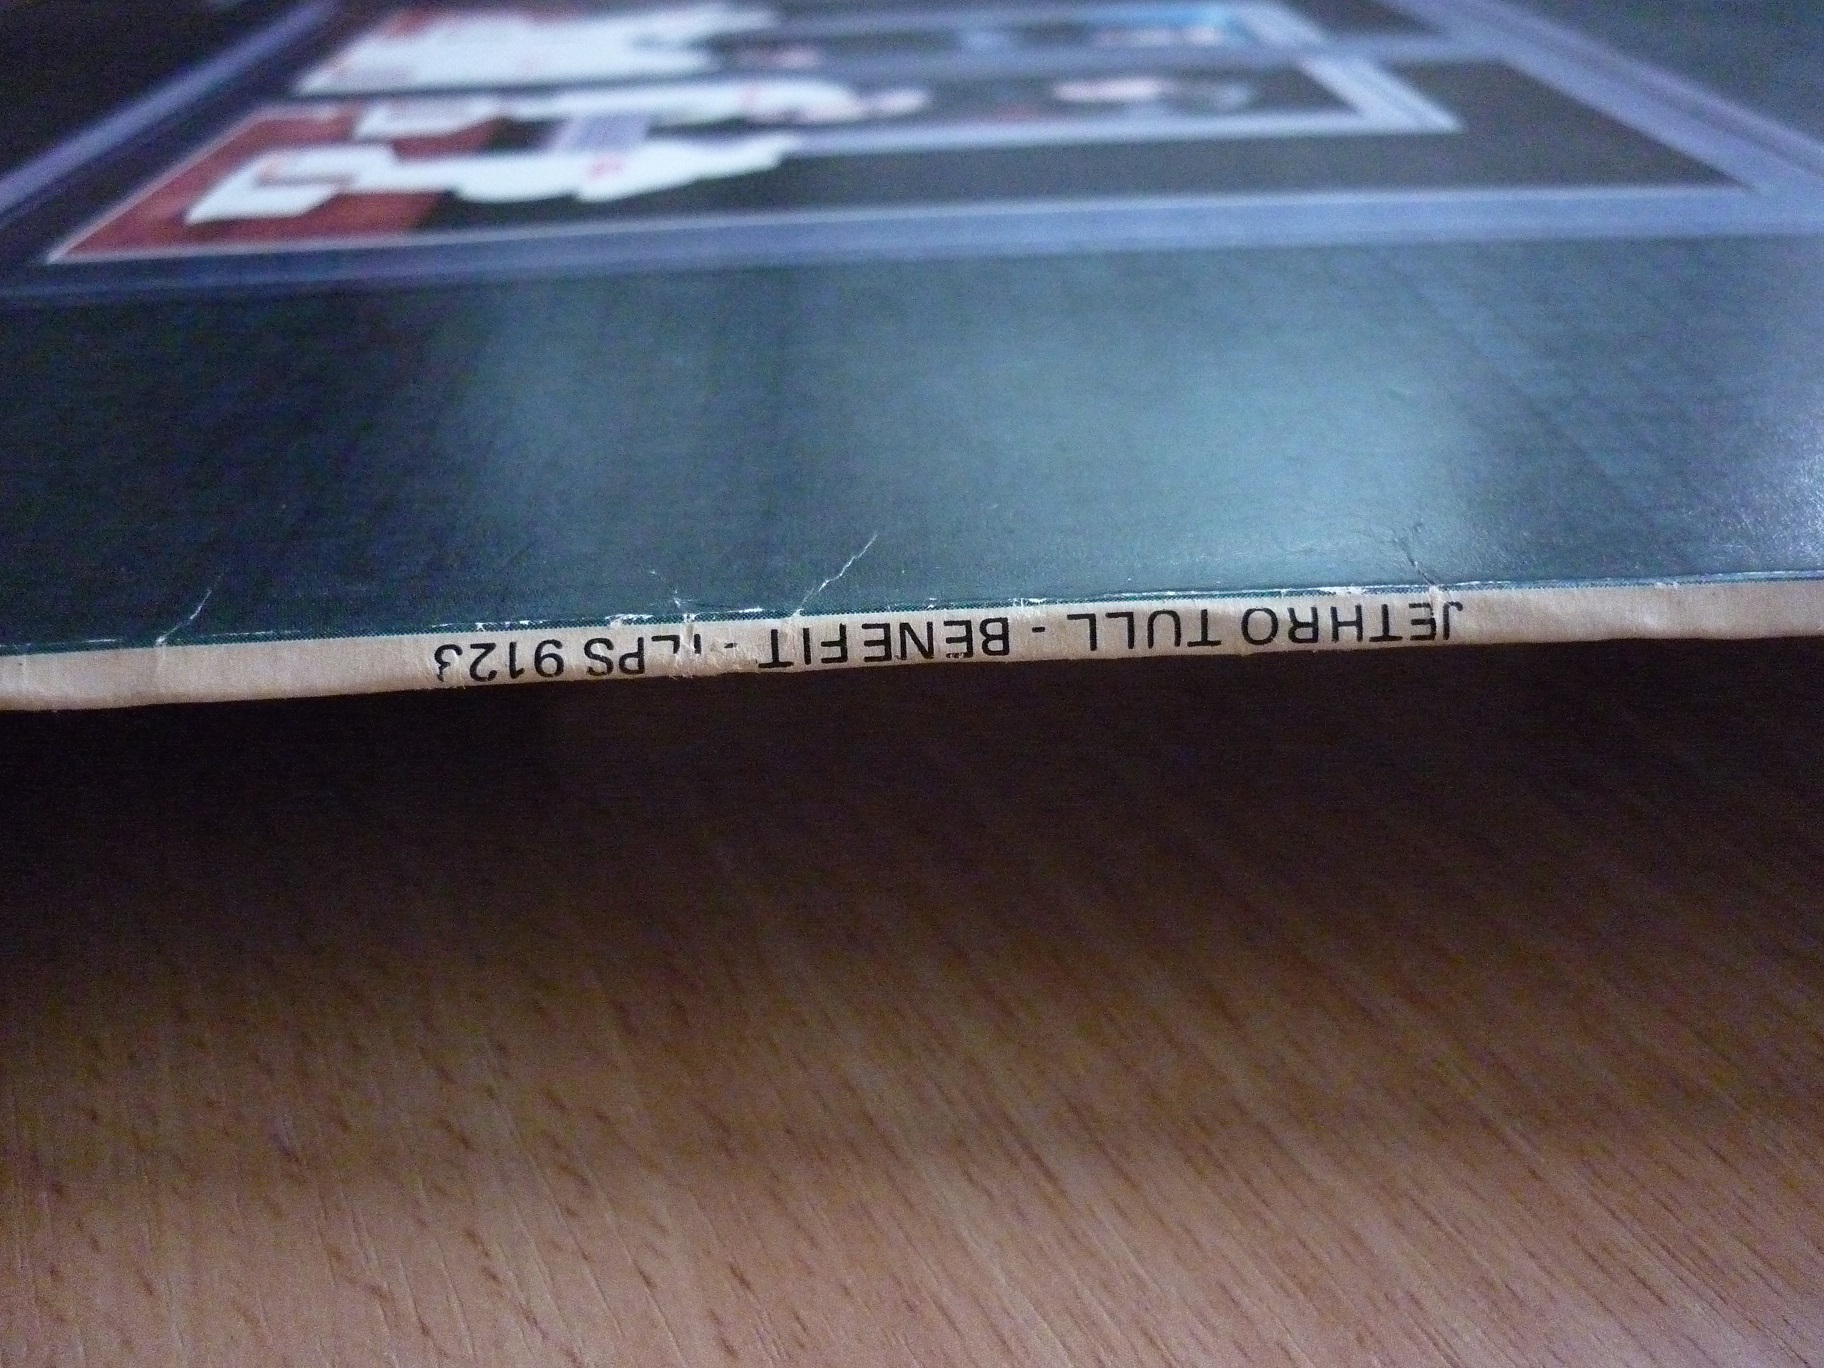 JETHRO TULL - BENEFIT - ILPS 9123